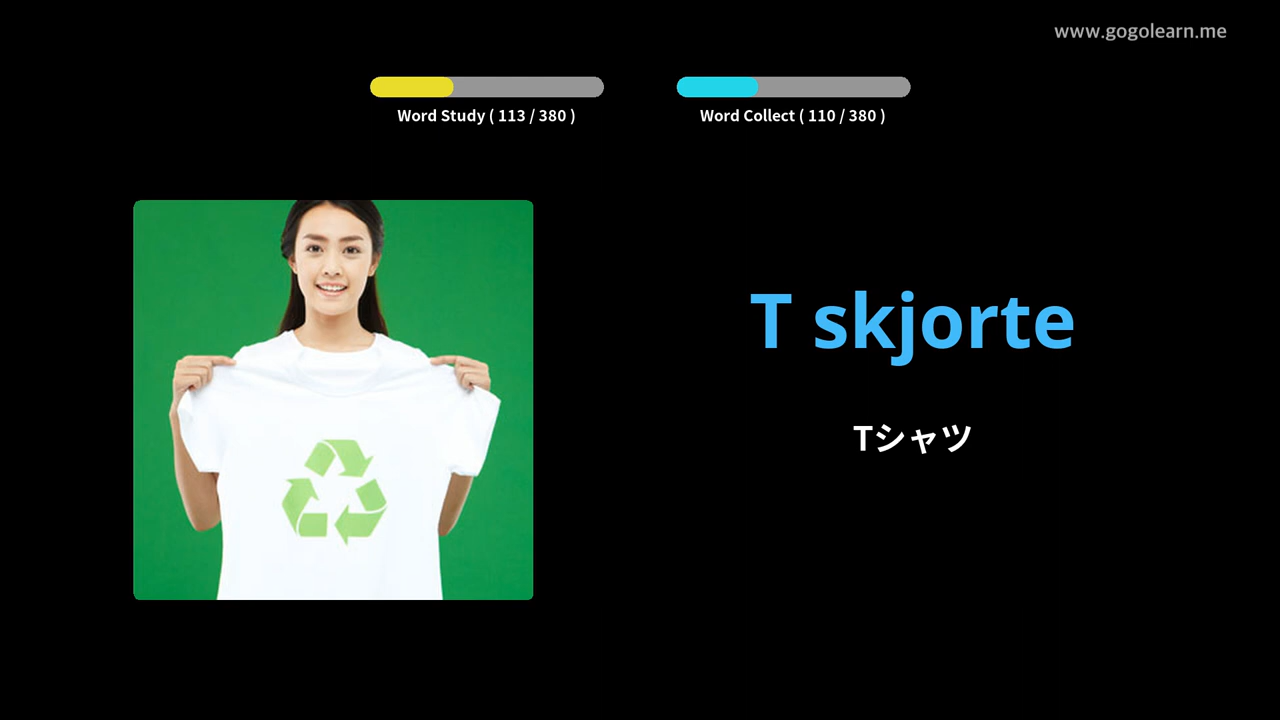 www.gogolearn.me
Word Study ( 113 / 380 )
Word Collect ( 110 / 380 )
T skjorte
Tシャツ